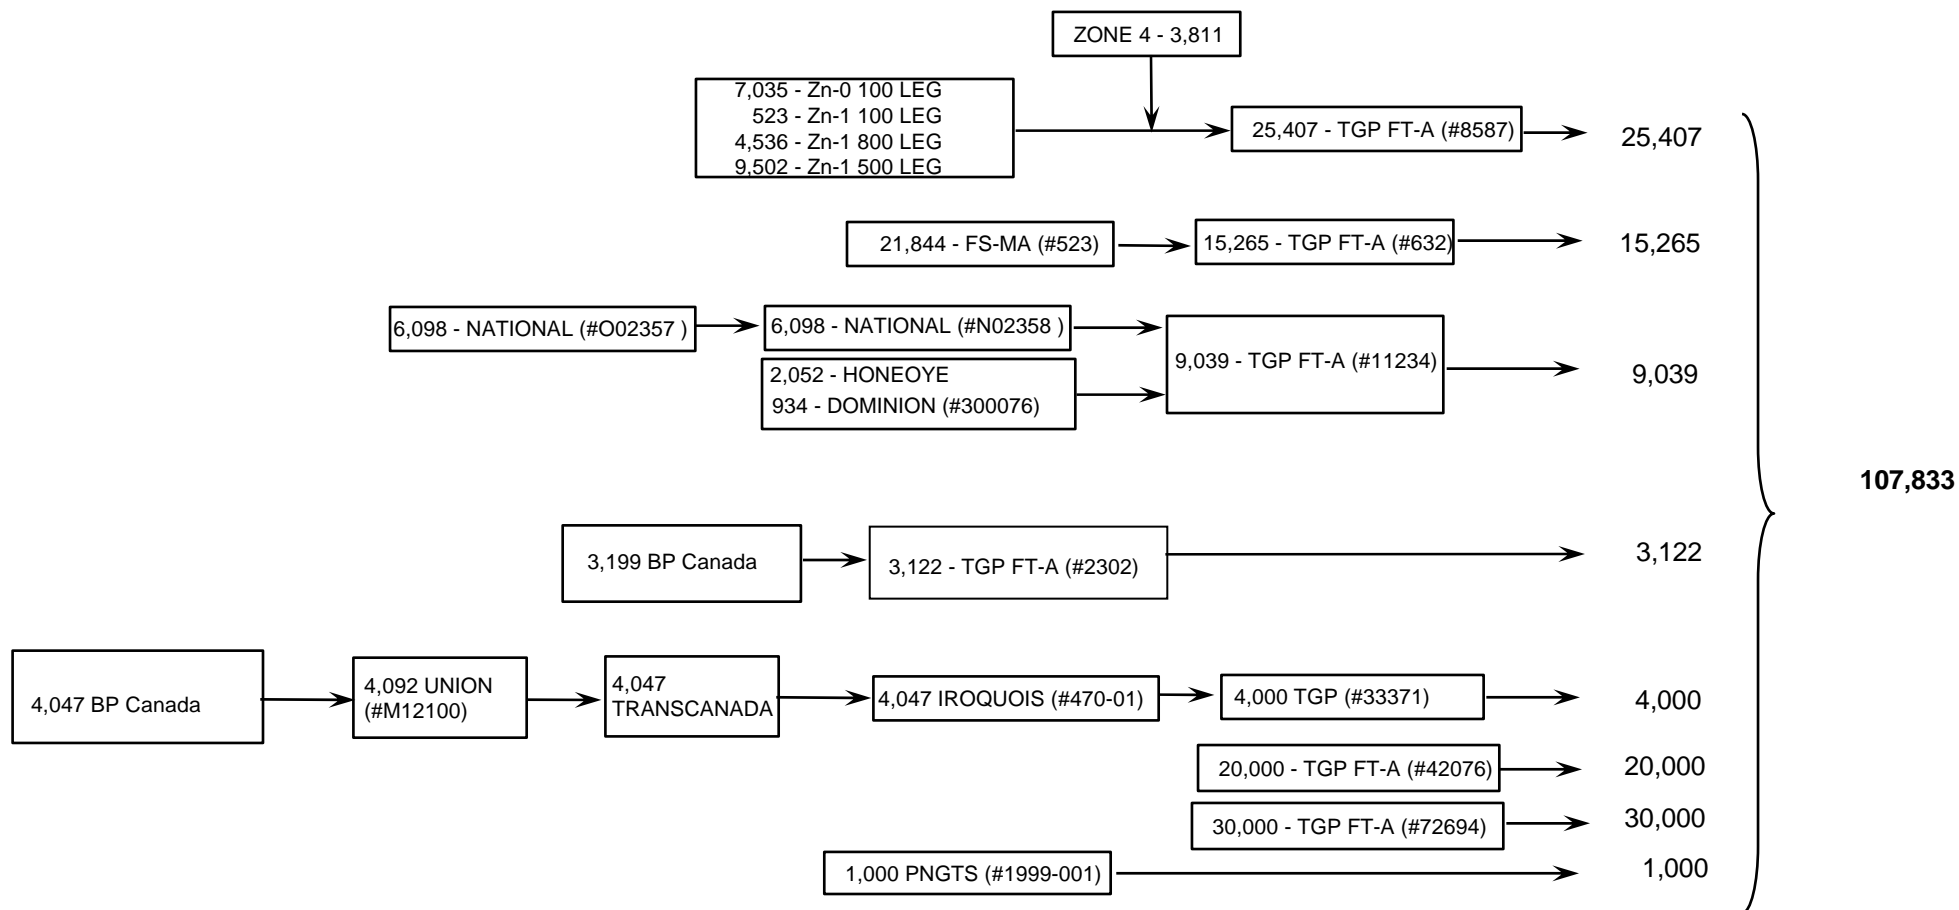 ZONE 4 - 3,811
7,035 - Zn-0 100 LEG
523 - Zn-1 100 LEG
4,536 - Zn-1 800 LEG
9,502 - Zn-1 500 LEG
25,407 - TGP FT-A (#8587)
25,407
21,844 - FS-MA (#523)
15,265 - TGP FT-A (#632)
15,265
6,098 - NATIONAL (#O02357 )
6,098 - NATIONAL (#N02358 )
2,052 - HONEOYE
934 - DOMINION (#300076)
9,039 - TGP FT-A (#11234)
9,039
107,833
3,199 BP Canada
3,122 - TGP FT-A (#2302)
3,122
4,047 BP Canada
4,092 UNION
(#M12100)
4,047
TRANSCANADA
4,047 IROQUOIS (#470-01)
4,000 TGP (#33371)
4,000
20,000 - TGP FT-A (#42076)
20,000
30,000 - TGP FT-A (#72694)
30,000
1,000 PNGTS (#1999-001)
1,000